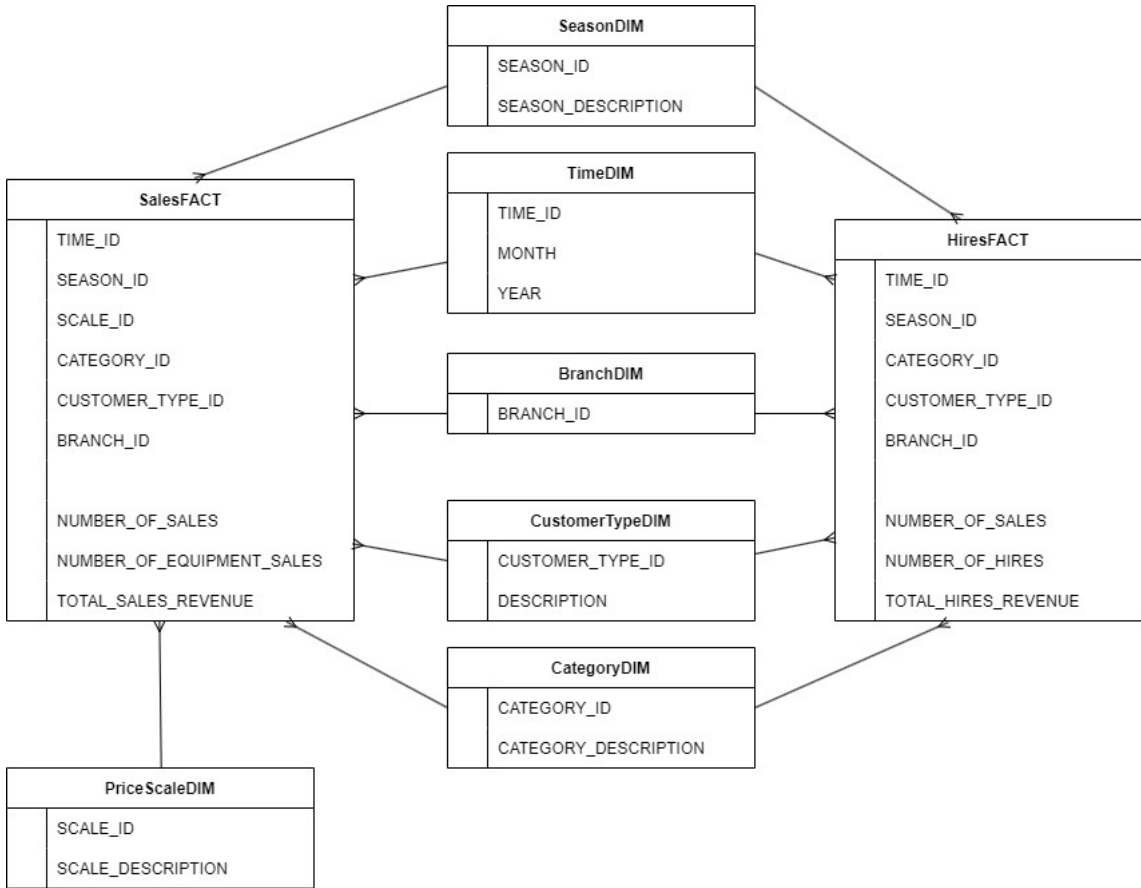 SeasonDIM
SEASON_ID
SEASON_DESCRIPTION
TimeDIM
TIME_ID
MONTH
YEAR
SalesFACT
TIME_ID
SEASON_ID
SCALE_ID
CATEGORY_ID
CUSTOMER_TYPE_ID
BRANCH_ID
NUMBER_OF_SALES
NUMBER_OF_EQUIPMENT_SALES
TOTAL_SALES_REVENUE
HiresFACT
TIME_ID
SEASON_ID
CATEGORY_ID
CUSTOMER_TYPE_ID
BRANCH_ID
NUMBER_OF_SALES
NUMBER_OF_HIRES
TOTAL_HIRES_REVENUE
BranchDIM
BRANCH_ID
CustomerTypeDIM
CUSTOMER_TYPE_ID
DESCRIPTION
CategoryDIM
CATEGORY_ID
CATEGORY_DESCRIPTION
PriceScaleDIM
SCALE_ID
SCALE_DESCRIPTION